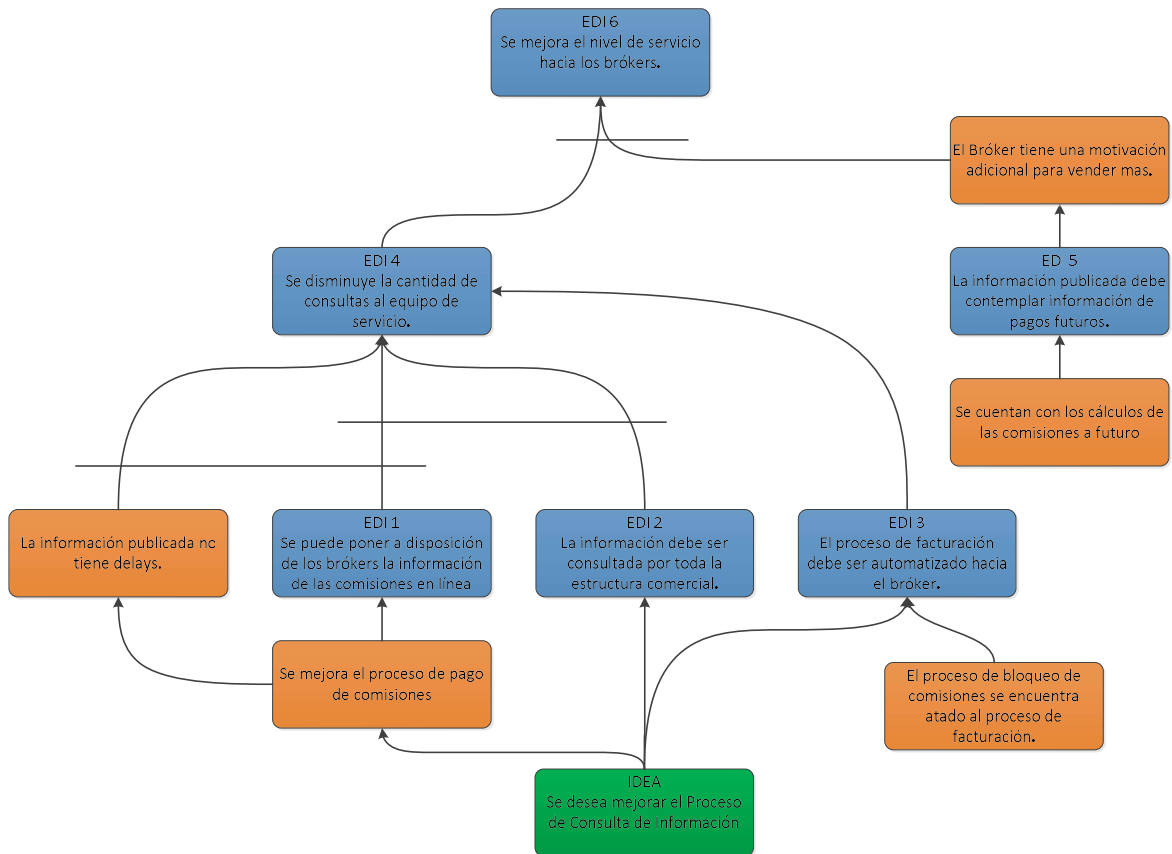 EDI 6
Se mejora el nivel de servicio
hacia los brókers.
El Bróker tiene una motivación
adicional para vender mas.
EDI 4
Se disminuye la cantidad de
consultas al equipo de
servicio.
ED 5
La información publicada debe
contemplar información de
pagos futuros.
Se cuentan con los cálculos de
las comisiones a futuro
La información publicada no
tiene delays.
EDI 1
Se puede poner a disposición
de los brókers la información
de las comisiones en línea
EDI 2
La información debe ser
consultada por toda la
estructura comercial.
EDI 3
El proceso de facturación
debe ser automatizado hacia
el bróker.
Se mejora el proceso de pago
de comisiones
El proceso de bloqueo de
comisiones se encuentra
atado al proceso de
facturación.
IDEA
Se desea mejorar el Proceso
de Consulta de Información